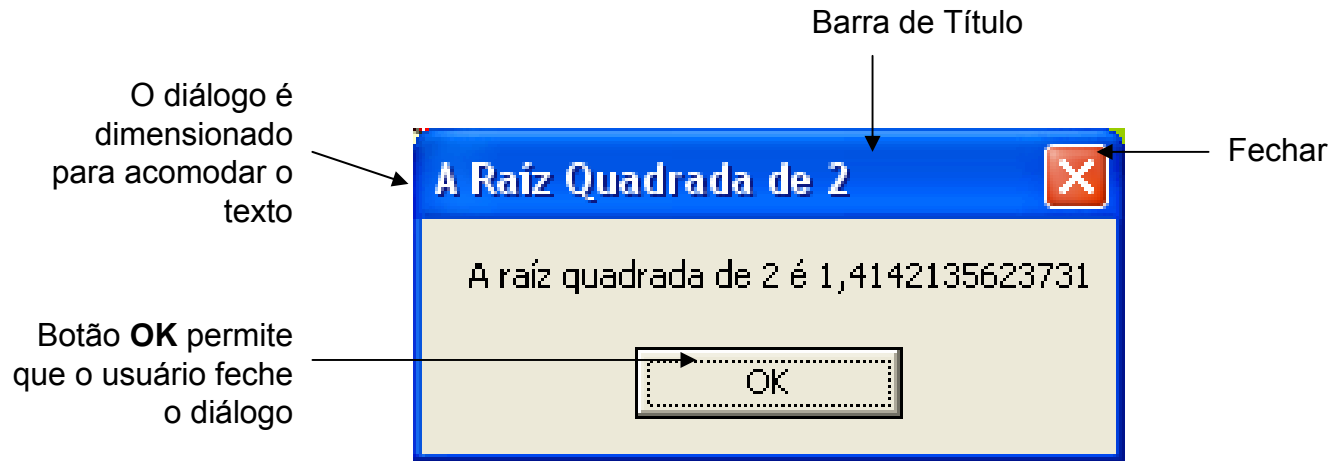 Barra de Título
O diálogo é
dimensionado
para acomodar o
texto
Fechar
A Raíz Quadrada de 2
A raíz quadrada de 2 é 1,4142135623731
Botão OK permite
que o usuário feche
o diálogo
OK